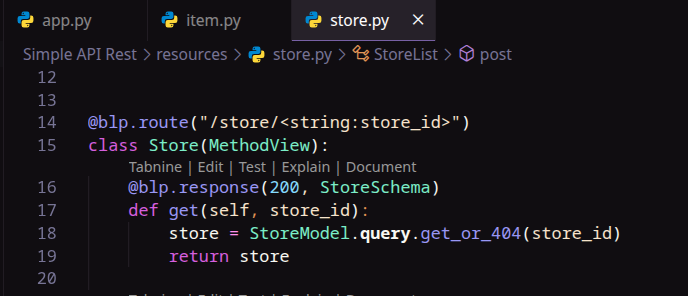 app.py item.py store.py ×
Simple API Rest > resources > store.py > StoreList > post
12
13
14 @blp.route("/store/<string:store_id>")
15 class Store(MethodView):
Tabnine | Edit | Test | Explain | Document
16     @blp.response(200, StoreSchema)
17     def get(self, store_id):
18         store = StoreModel.query.get_or_404(store_id)
19         return store
20